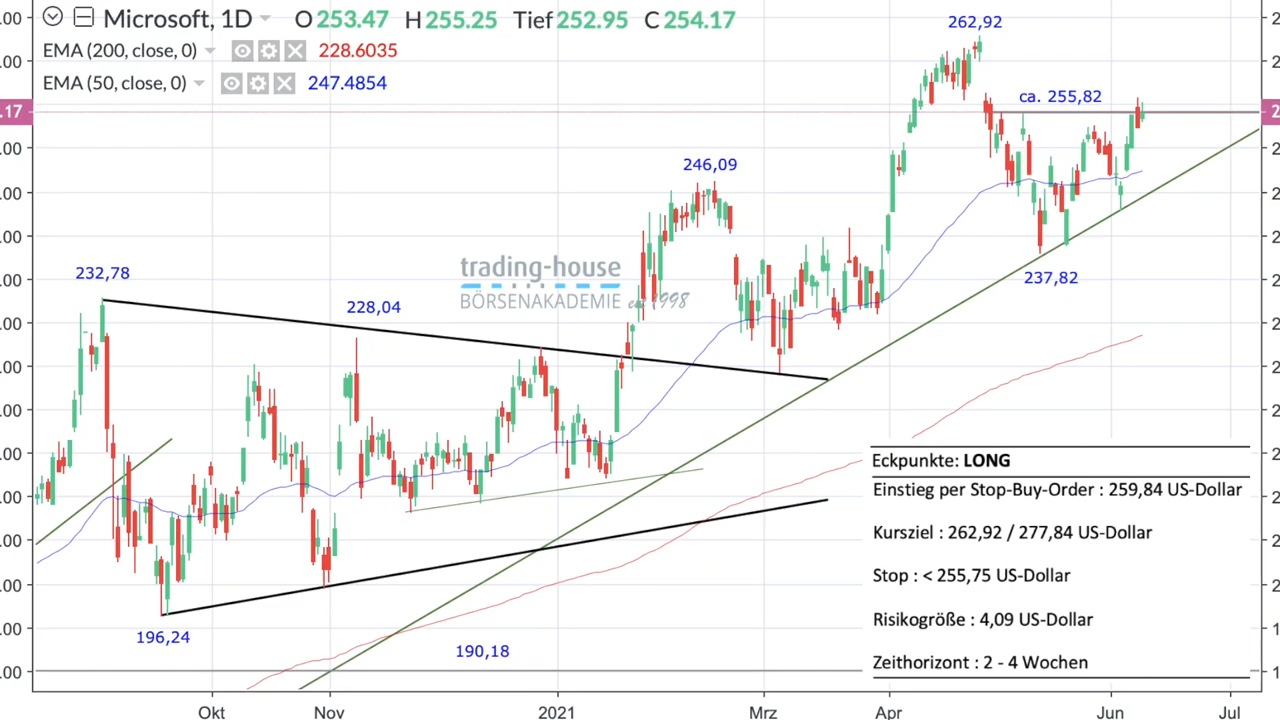 Microsoft, 1D O 253.47 H 255.25 Tief 252.95 C 254.17
EMA (200, close, 0) 228.6035
EMA (50, close, 0) 247.4854
262,92
ca. 255,82
.17
246,09
232,78
trading-house
BÖRSENAKADEMIE est. 1998
228,04
237,82
Eckpunkte: LONG
Einstieg per Stop-Buy-Order : 259,84 US-Dollar
Kursziel : 262,92 / 277,84 US-Dollar
Stop : < 255,75 US-Dollar
Risikogröße : 4,09 US-Dollar
Zeithorizont : 2 - 4 Wochen
196,24
190,18
Okt Nov 2021 Mrz Apr Jun Jul